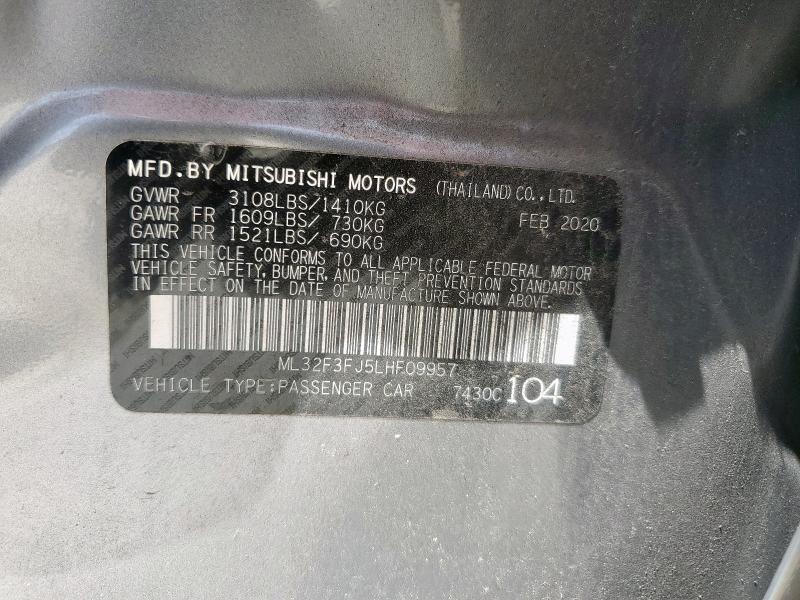 MFD.BY MITSUBISHI MOTORS (THAILAND) CO.,LTD.
GVWR 3108LBS/1410KG FEB 2020
GAWR FR 1609LBS/ 730KG
GAWR RR 1521LBS/ 690KG
THIS VEHICLE CONFORMS TO ALL APPLICABLE FEDERAL MOTOR
VEHICLE SAFETY, BUMPER, AND THEFT PREVENTION STANDARDS
IN EFFECT ON THE DATE OF MANUFACTURE SHOWN ABOVE.
ML32F3FJ5LHF09957
VEHICLE TYPE:PASSENGER CAR 7430C 104